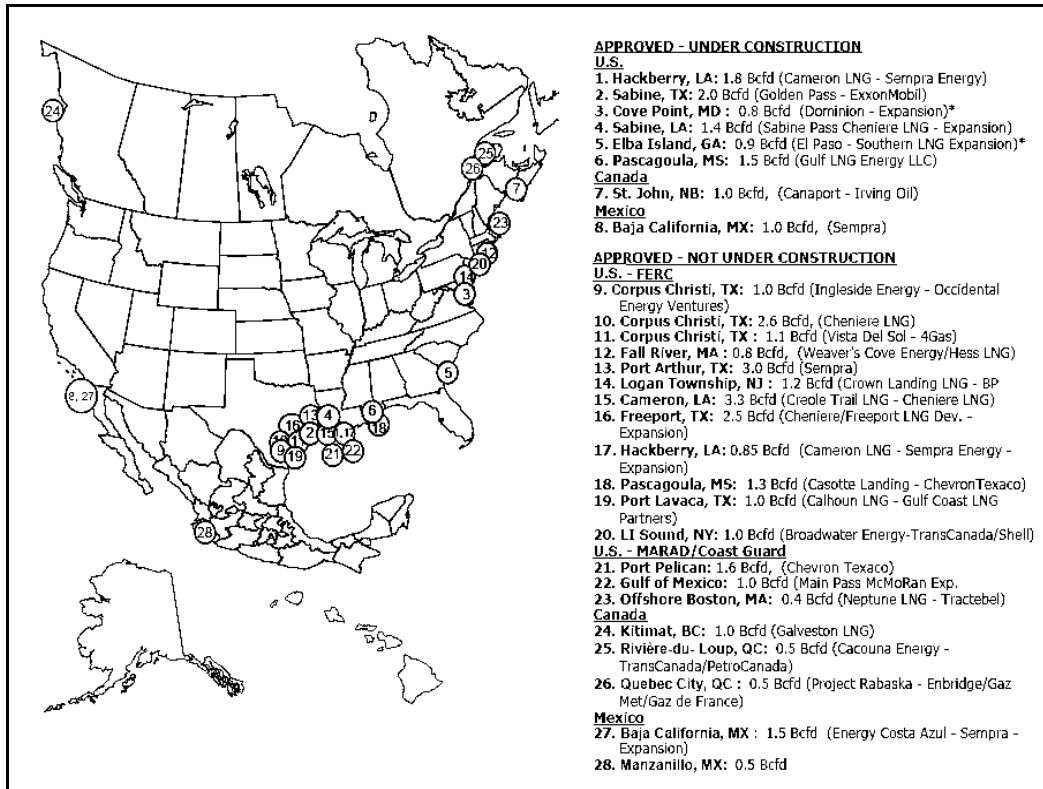 APPROVED - UNDER CONSTRUCTION
U.S.
1. Hackberry, LA: 1.8 Bcfd (Cameron LNG - Sempra Energy)
2. Sabine, TX: 2.0 Bcfd (Golden Pass - ExxonMobil)
3. Cove Point, MD : 0.8 Bcfd (Dominion - Expansion)*
4. Sabine, LA: 1.4 Bcfd (Sabine Pass Cheniere LNG - Expansion)
5. Elba Island, GA: 0.9 Bcfd (El Paso - Southern LNG Expansion)*
6. Pascagoula, MS: 1.5 Bcfd (Gulf LNG Energy LLC)
Canada
7. St. John, NB: 1.0 Bcfd, (Canaport - Irving Oil)
Mexico
8. Baja California, MX: 1.0 Bcfd, (Sempra)
APPROVED - NOT UNDER CONSTRUCTION
U.S. - FERC
9. Corpus Christi, TX: 1.0 Bcfd (Ingleside Energy - Occidental
Energy Ventures)
10. Corpus Christi, TX: 2.6 Bcfd, (Cheniere LNG)
11. Corpus Christi, TX : 1.1 Bcfd (Vista Del Sol - 4Gas)
12. Fall River, MA : 0.8 Bcfd, (Weaver's Cove Energy/Hess LNG)
13. Port Arthur, TX: 3.0 Bcfd (Sempra)
14. Logan Township, NJ : 1.2 Bcfd (Crown Landing LNG - BP
15. Cameron, LA: 3.3 Bcfd (Creole Trail LNG - Cheniere LNG)
16. Freeport, TX: 2.5 Bcfd (Cheniere/Freeport LNG Dev. -
Expansion)
17. Hackberry, LA: 0.85 Bcfd (Cameron LNG - Sempra Energy -
Expansion)
18. Pascagoula, MS: 1.3 Bcfd (Casotte Landing - ChevronTexaco)
19. Port Lavaca, TX: 1.0 Bcfd (Calhoun LNG - Gulf Coast LNG
Partners)
20. LI Sound, NY: 1.0 Bcfd (Broadwater Energy-TransCanada/Shell)
U.S. - MARAD/Coast Guard
21. Port Pelican: 1.6 Bcfd, (Chevron Texaco)
22. Gulf of Mexico: 1.0 Bcfd (Main Pass McMoRan Exp.
23. Offshore Boston, MA: 0.4 Bcfd (Neptune LNG - Tractebel)
Canada
24. Kitimat, BC: 1.0 Bcfd (Galveston LNG)
25. Rivière-du- Loup, QC: 0.5 Bcfd (Cacouna Energy -
TransCanada/PetroCanada)
26. Quebec City, QC : 0.5 Bcfd (Project Rabaska - Enbridge/Gaz
Met/Gaz de France)
Mexico
27. Baja California, MX : 1.5 Bcfd (Energy Costa Azul - Sempra -
Expansion)
28. Manzanillo, MX: 0.5 Bcfd
24
25
26
7
23
12
20
14
3
5
8, 27
13
4
6
16
18
2
15
9
19
21
22
28